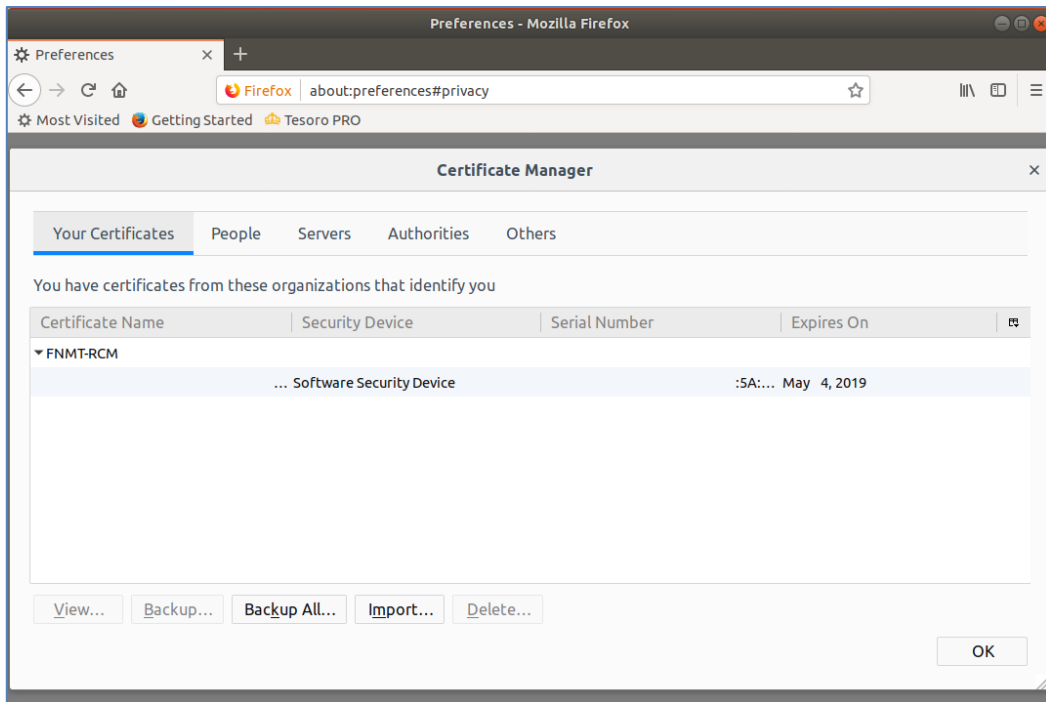 Preferences - Mozilla Firefox
Preferences
Firefox about:preferences#privacy
Most Visited Getting Started Tesoro PRO
Certificate Manager
Your Certificates People Servers Authorities Others
You have certificates from these organizations that identify you
Certificate Name Security Device Serial Number Expires On
FNMT-RCM
... Software Security Device :5A:... May 4, 2019
View... Backup... Backup All... Import... Delete...
OK